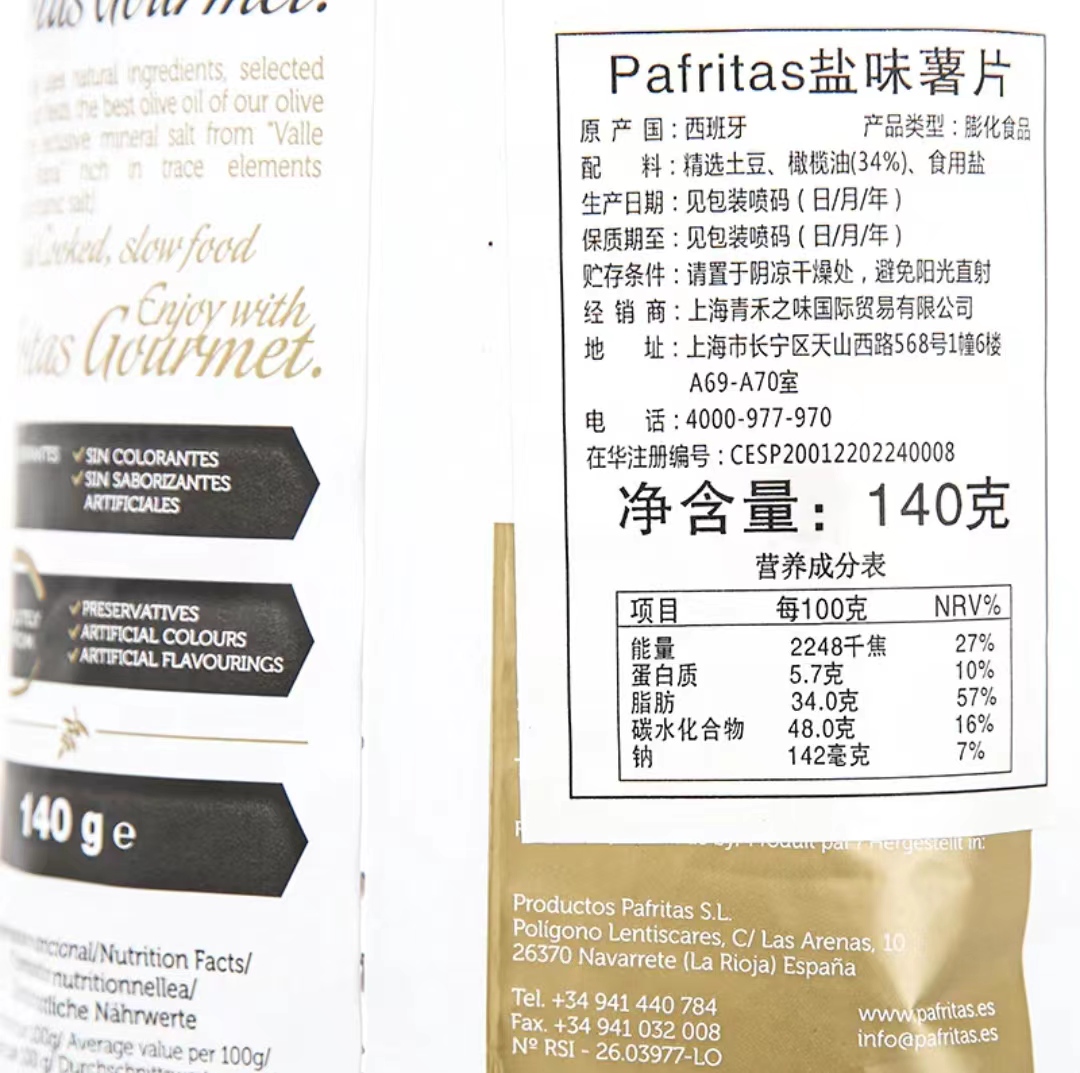 Gourmet.
natural ingredients, selected
the best olive oil of our olive
mineral salt from "Valle
rich in trace elements
salt)
Cooked, slow food
Enjoy with
Gourmet.
✓SIN COLORANTES
✓SIN SABORIZANTES
ARTIFICIALES
✓PRESERVATIVES
✓ARTIFICIAL COLOURS
✓ARTIFICIAL FLAVOURINGS
140 g e
/Nutrition Facts/
nutritionnellea/
Nährwerte
100g/ Average value per 100g/
Pafritas盐味薯片
原产国:西班牙 产品类型:膨化食品
配料:精选土豆、橄榄油(34%)、食用盐
生产日期:见包装喷码(日/月/年)
保质期至:见包装喷码(日/月/年)
贮存条件:请置于阴凉干燥处,避免阳光直射
经销商:上海青禾之味国际贸易有限公司
地址:上海市长宁区天山西路568号1幢6楼
A69-A70室
电话:4000-977-970
在华注册编号:CESP20012202240008
净含量:140克
营养成分表
项目 每100克 NRV%
能量 2248千焦 27%
蛋白质 5.7克 10%
脂肪 34.0克 57%
碳水化合物 48.0克 16%
钠 142毫克 7%
by/ Produit par / Hergestellt in:
Productos Pafritas S.L.
Polígono Lentiscares, C/ Las Arenas, 10
26370 Navarrete (La Rioja) España
Tel. +34 941 440 784
Fax. +34 941 032 008
Nº RSI - 26.03977-LO
www.pafritas.es
info@pafritas.es